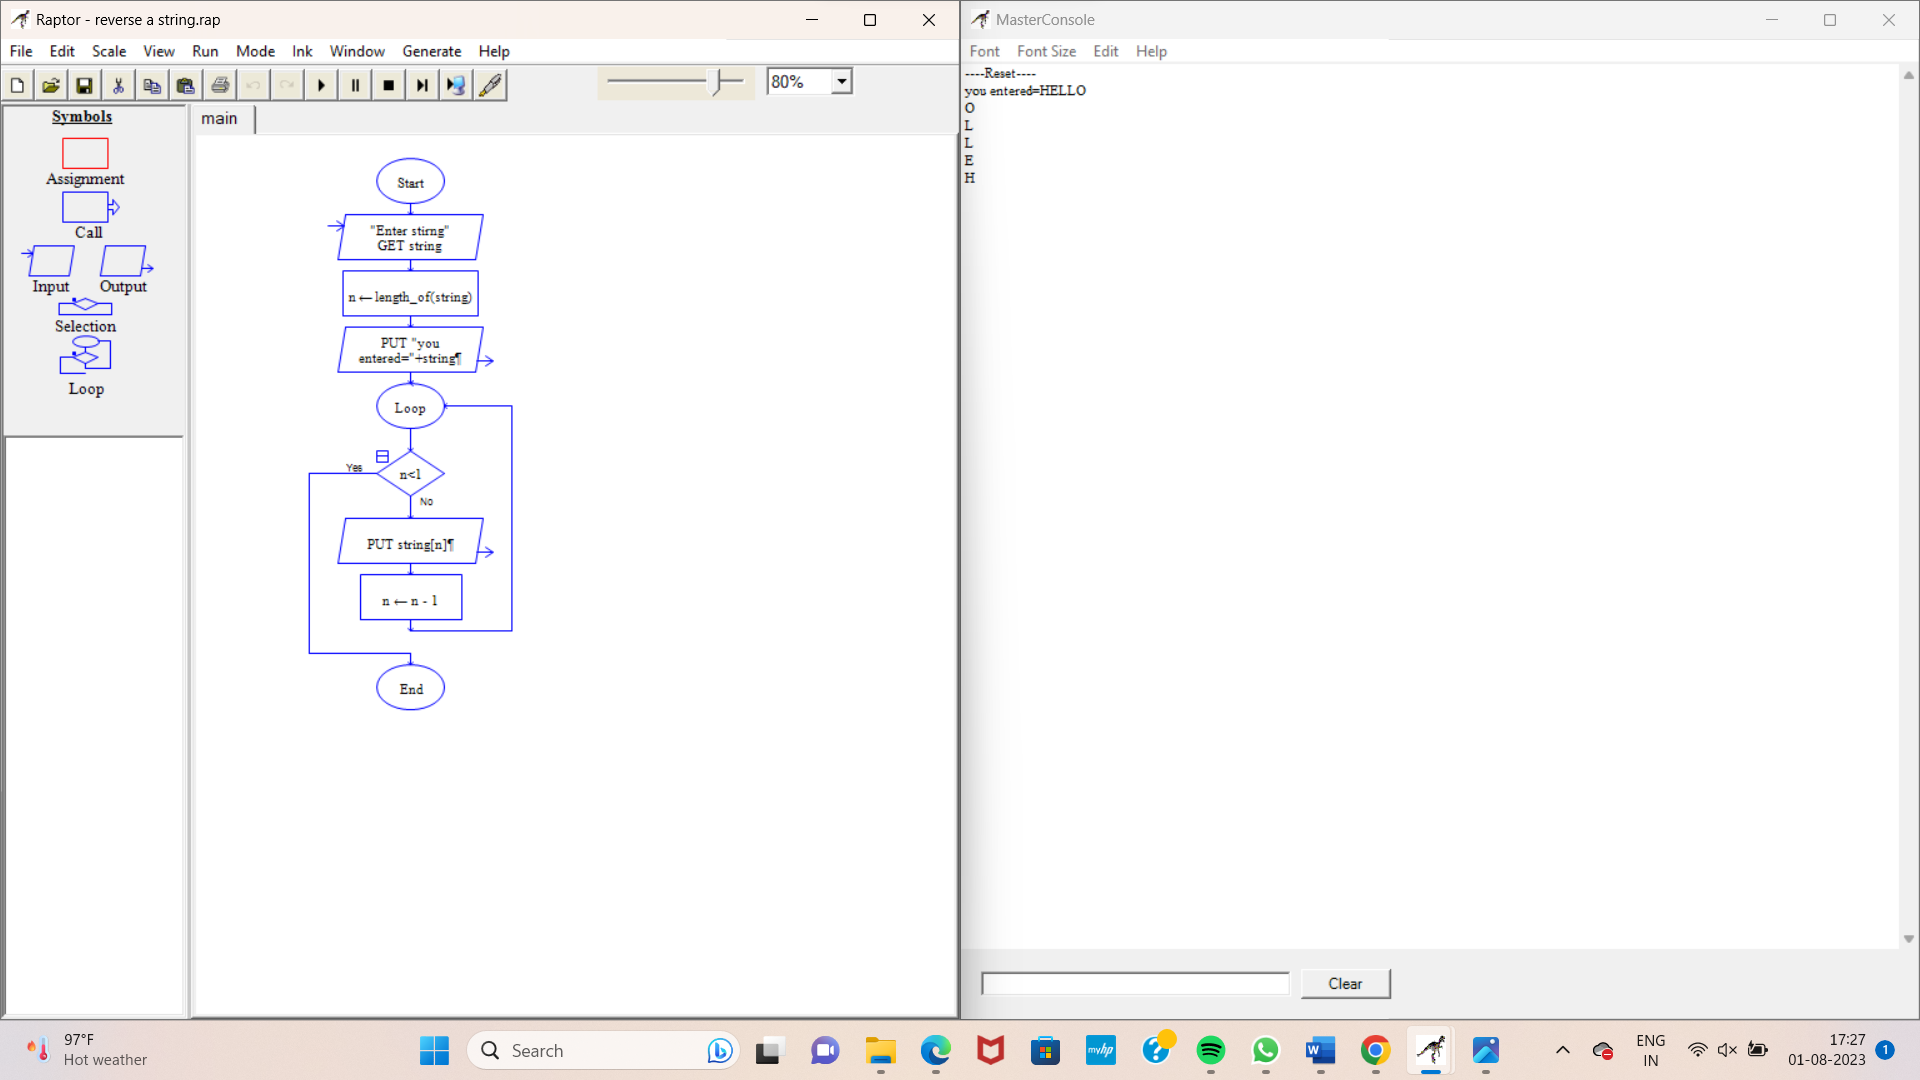 Raptor - reverse a string.rap
File Edit Scale View Run Mode Ink Window Generate Help
80%
Symbols
Assignment
Call
Input Output
Selection
Loop
main
Start
"Enter stirng"
GET string
n ← length_of(string)
PUT "you
entered="+string¶
Loop
Yes
n<1
No
PUT string[n]¶
n ← n - 1
End
MasterConsole
Font Font Size Edit Help
----Reset----
you entered=HELLO
O
L
L
E
H
Clear
97°F
Hot weather
Search
myhp
W
ENG
IN
17:27
01-08-2023
1